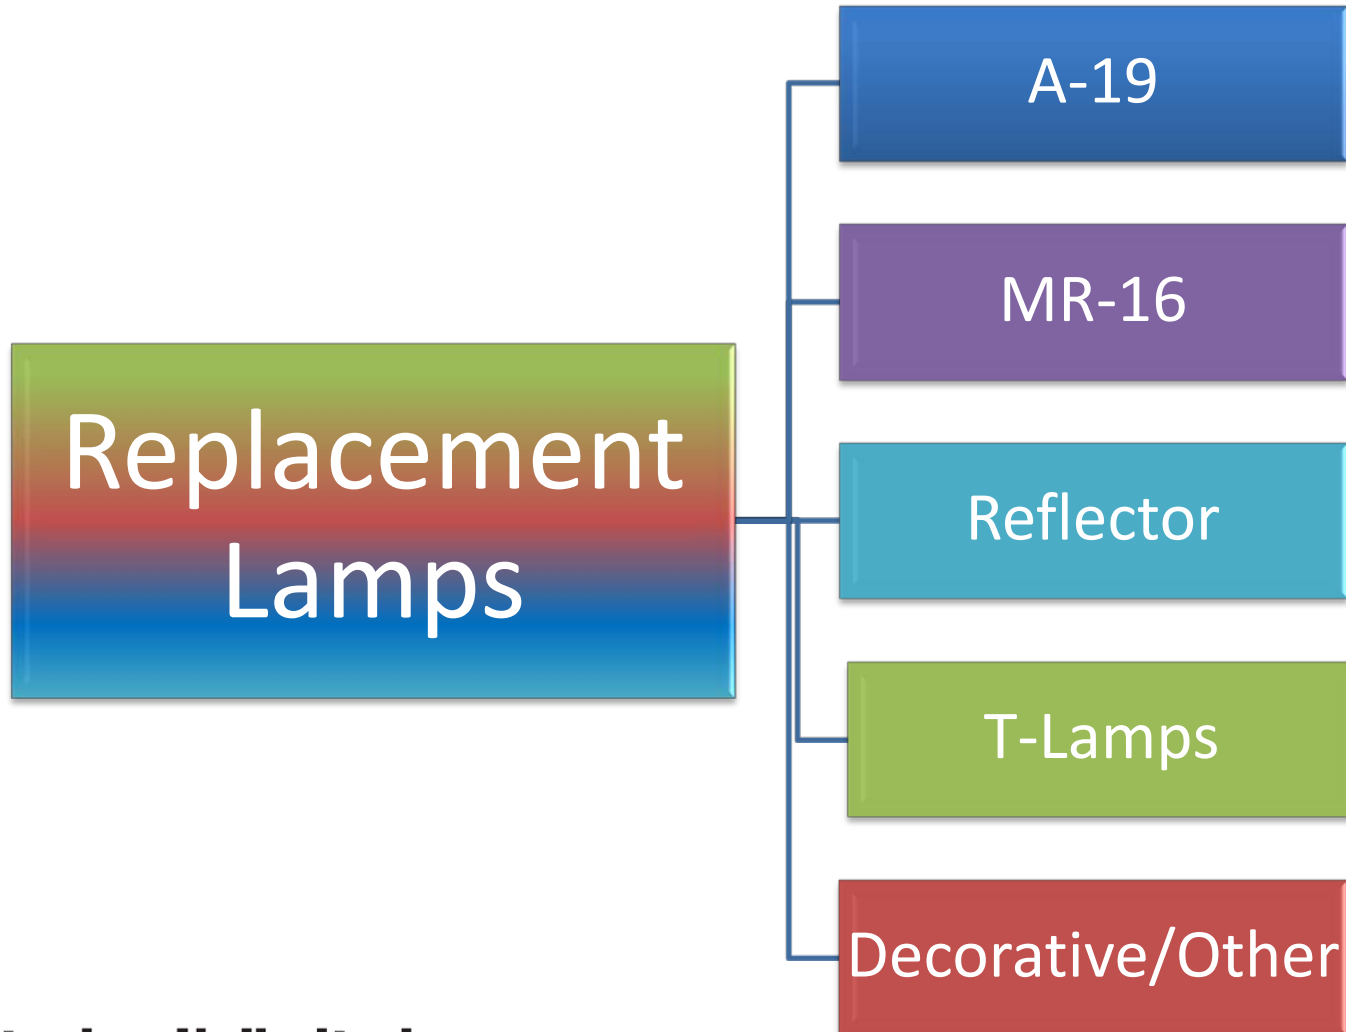 A-19
MR-16
Replacement
Lamps
Reflector
T-Lamps
Decorative/Other